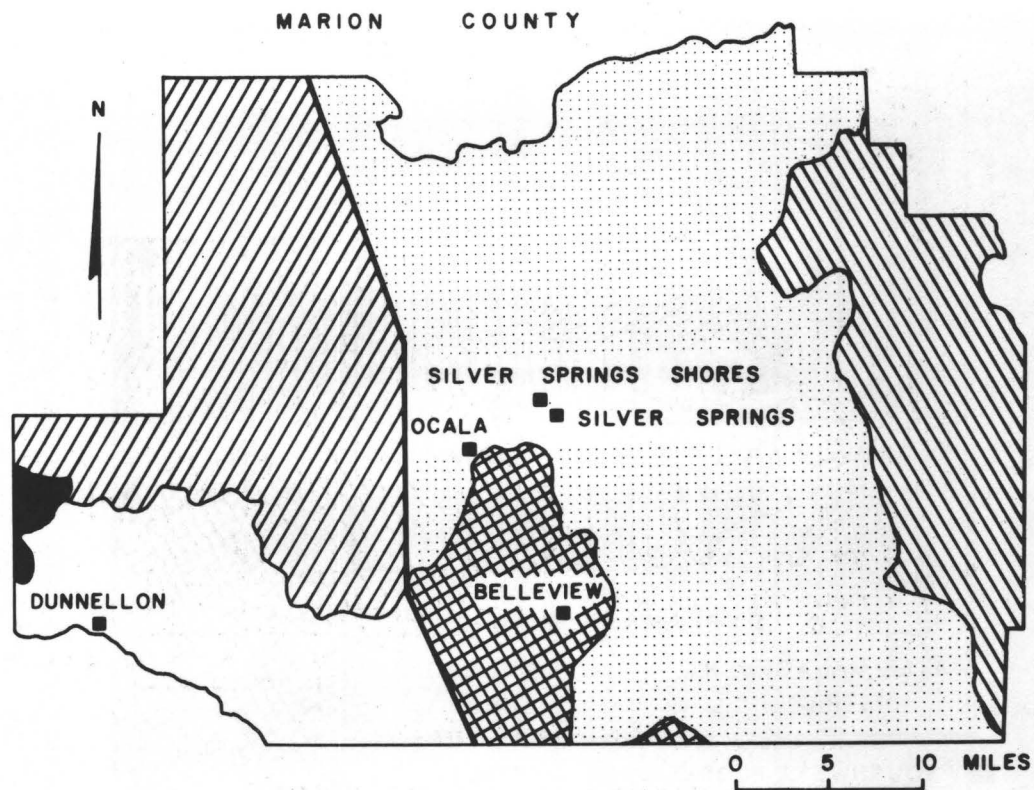 MARION COUNTY
N
SILVER SPRINGS SHORES
SILVER SPRINGS
OCALA
BELLEVIEW
DUNNELLON
0 5 10 MILES